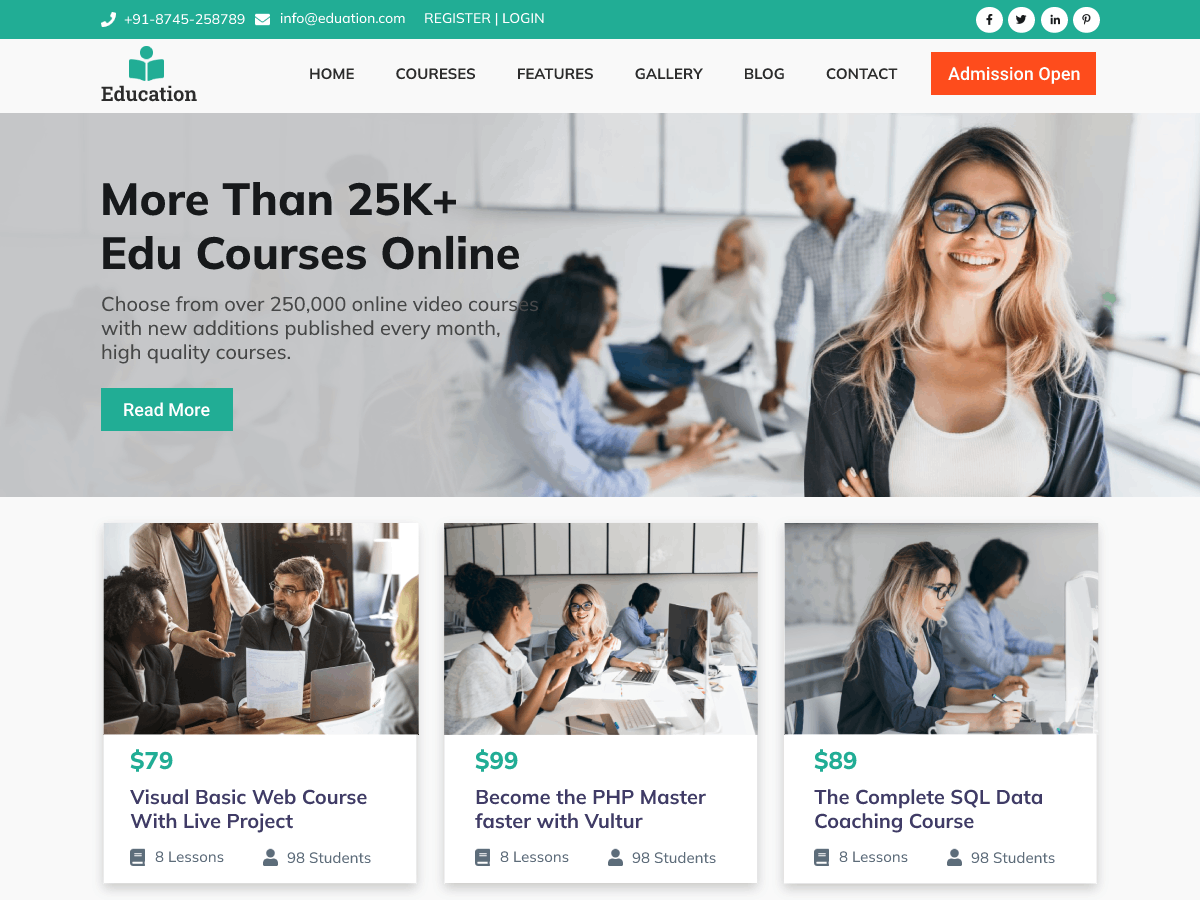 +91-8745-258789 info@eduation.com REGISTER | LOGIN
Education
HOME COURESES FEATURES GALLERY BLOG CONTACT Admission Open
More Than 25K+
Edu Courses Online
Choose from over 250,000 online video courses
with new additions published every month,
high quality courses.
Read More
$79
Visual Basic Web Course
With Live Project
8 Lessons 98 Students
$99
Become the PHP Master
faster with Vultur
8 Lessons 98 Students
$89
The Complete SQL Data
Coaching Course
8 Lessons 98 Students